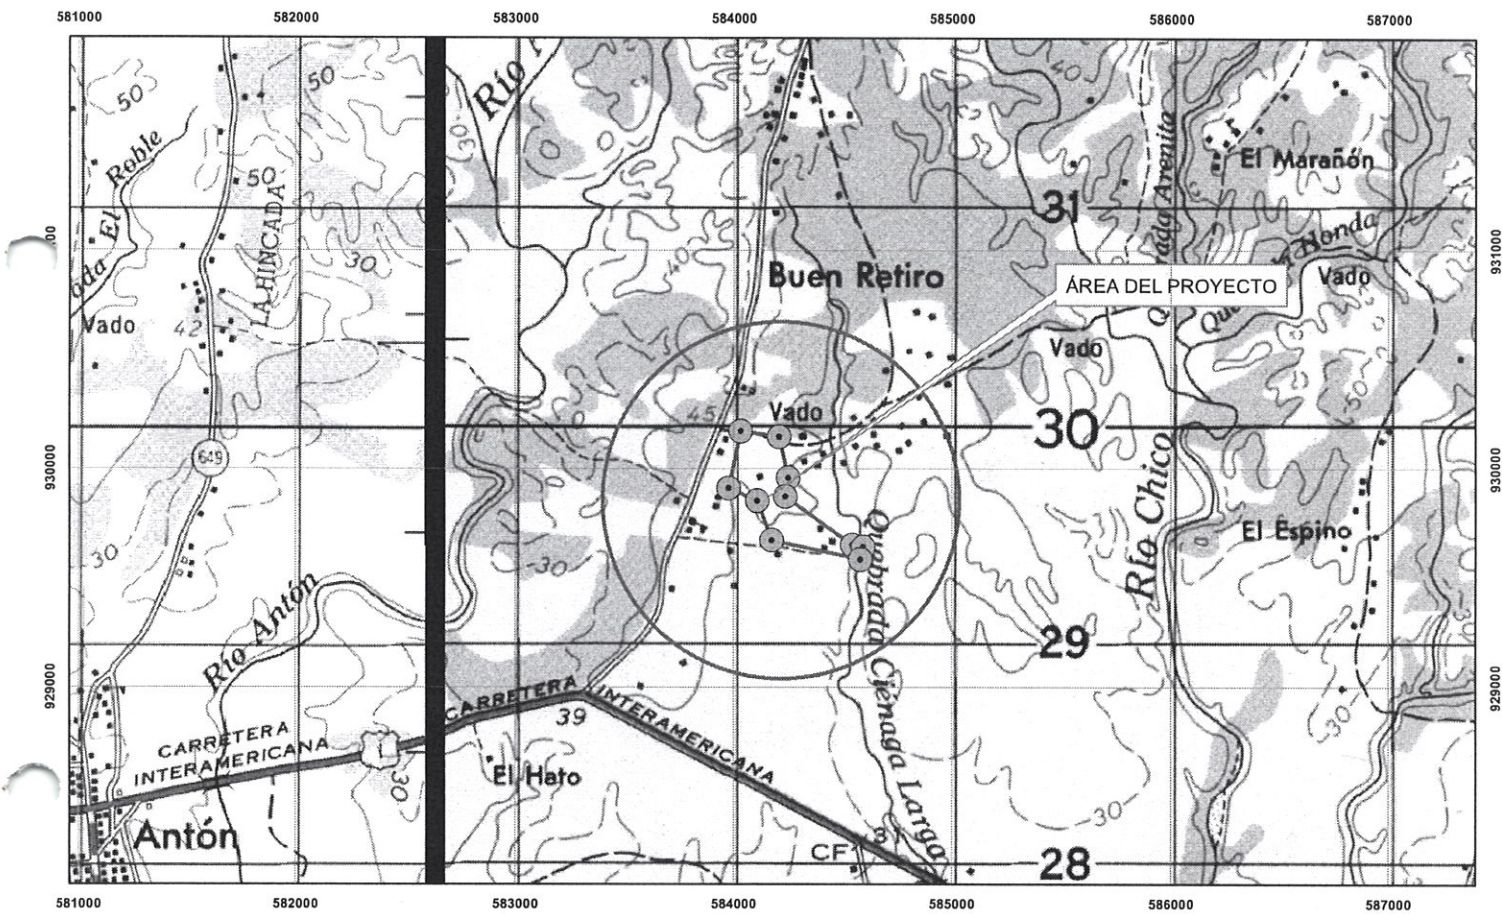 581000 582000 583000 584000 585000 586000 587000
50
50
Río A
30
40
Quebrada Arenita
El Marañón
El Roble
50
LA HINCADA
31
Honda
930000
931000
30
40
Buen Retiro
ÁREA DEL PROYECTO
Vado
Vado
42
Vado
50
45
Vado
30
649
930000
Río Chico
El Espino
30
30
Quebrada Ciénaga Larga
Río Antón
29
929000
929000
CARRETERA
INTERAMERICANA
39
30
CARRETERA
INTERAMERICANA
1
30
El Hato
30
Antón
CF
28
581000 582000 583000 584000 585000 586000 587000